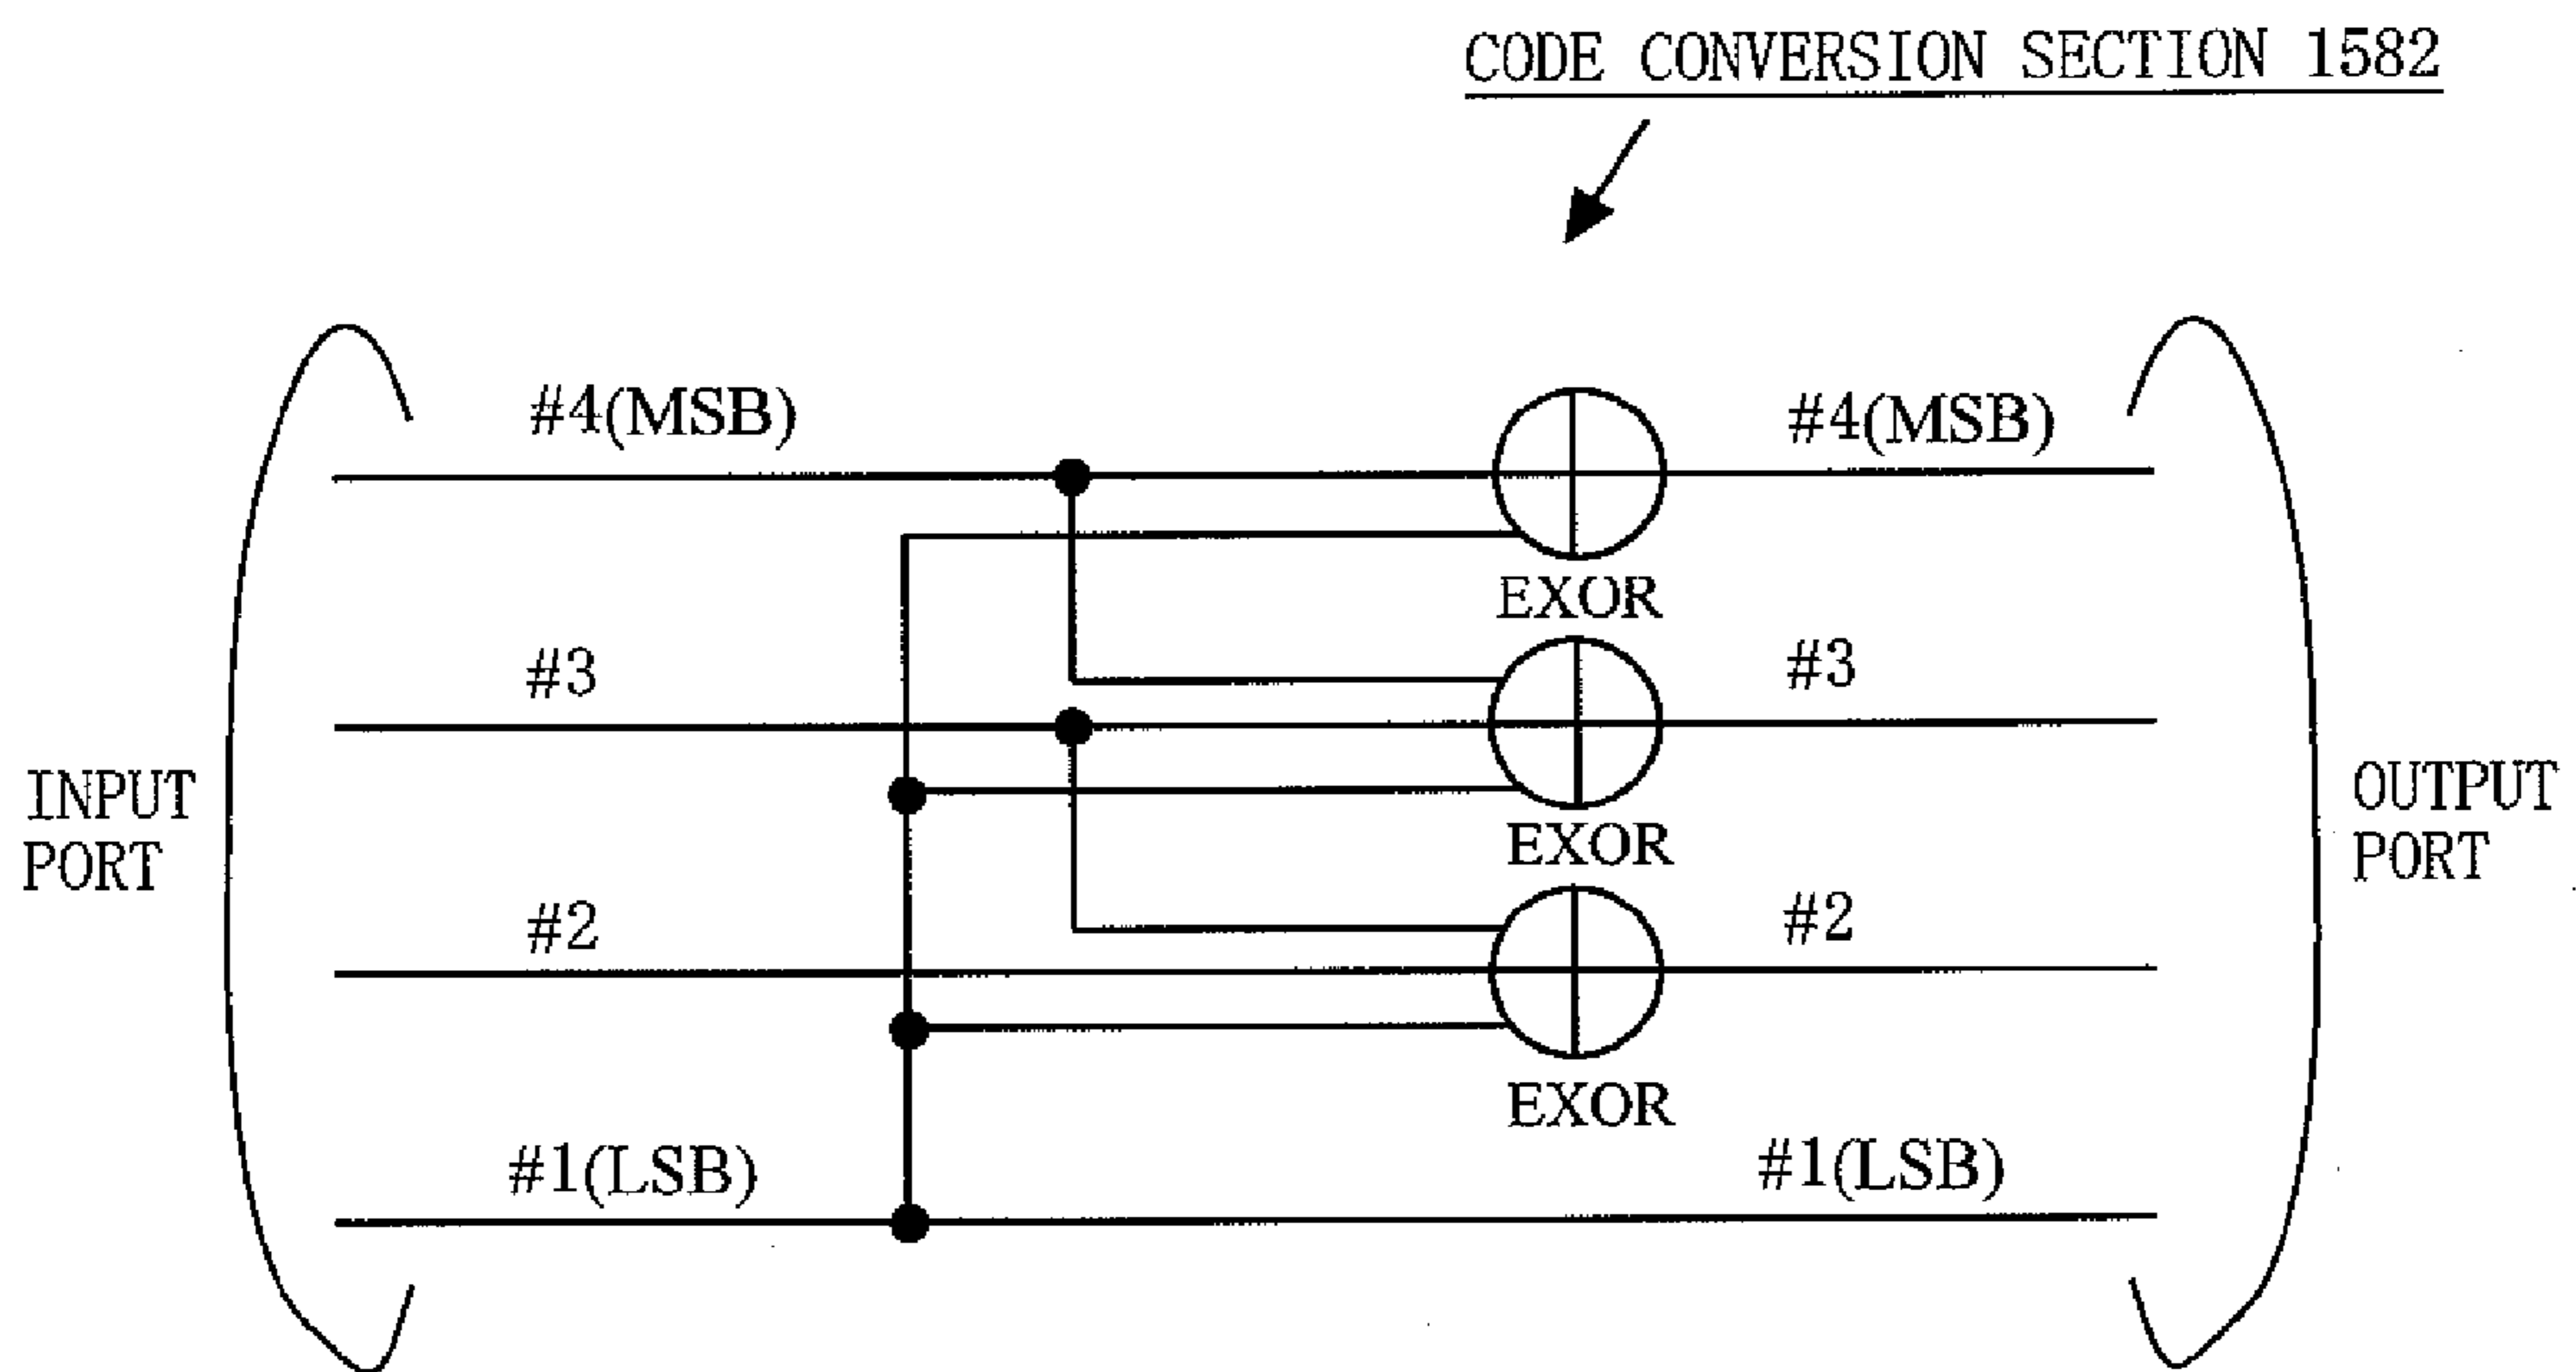 CODE CONVERSION SECTION 1582
#4(MSB)
#4(MSB)
EXOR
#3
#3
INPUT
PORT
OUTPUT
PORT
EXOR
#2
#2
EXOR
#1(LSB)
#1(LSB)